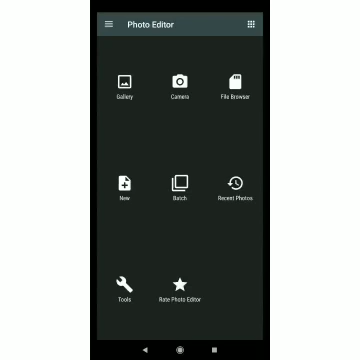 Photo Editor
Gallery
Camera
File Browser
New
Batch
Recent Photos
Tools
Rate Photo Editor